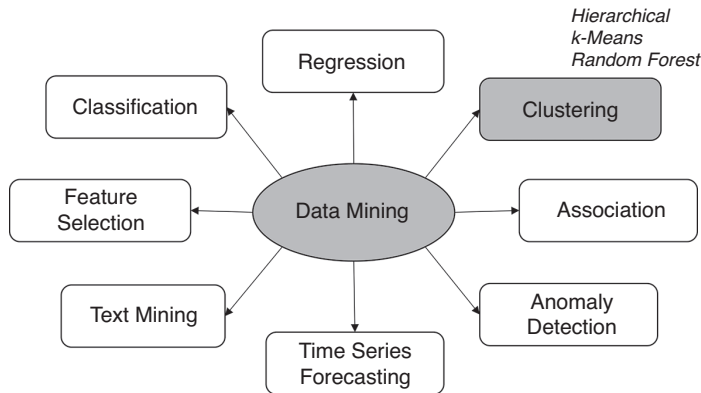 Hierarchical
k-Means
Random Forest
Regression
Classification
Clustering
Feature
Selection
Data Mining
Association
Text Mining
Anomaly
Detection
Time Series
Forecasting